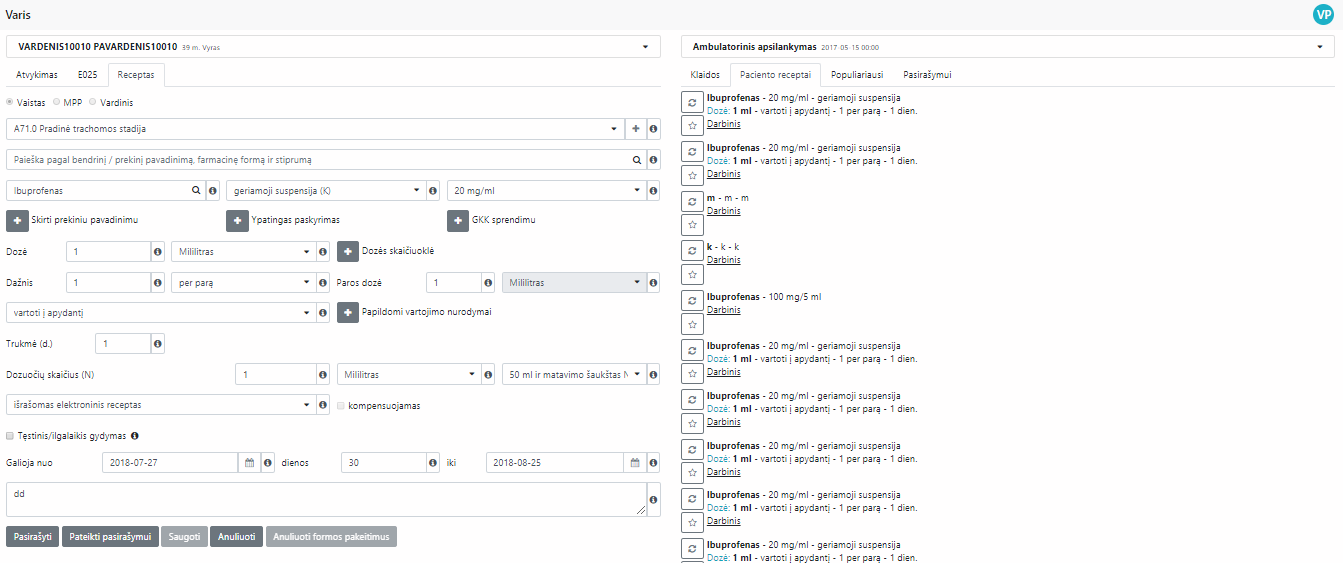 Varis
VP
VARDENIS10010 PAVARDENIS10010 39 m. Vyras
Atvykimas E025 Receptas
Vaistas MPP Vardinis
A71.0 Pradinė trachomos stadija
Paieška pagal bendrinį / prekinį pavadinimą, farmacinę formą ir stiprumą
Ibuprofenas geriamoji suspensija (K) 20 mg/ml
Skirti prekiniu pavadinimu Ypatingas paskyrimas GKK sprendimu
Dozė 1 Mililitras Dozės skaičiuoklė
Dažnis 1 per parą Paros dozė 1 Mililitras
vartoti į apydantį Papildomi vartojimo nurodymai
Trukmė (d.) 1
Dozuočių skaičius (N) 1 Mililitras 50 ml ir matavimo šaukštas N
išrašomas elektroninis receptas kompensuojamas
Tęstinis/ilgalaikis gydymas
Galioja nuo 2018-07-27 dienos 30 iki 2018-08-25
dd
Pasirašyti Pateikti pasirašymui Saugoti Anuliuoti Anuliuoti formos pakeitimus
Ambulatorinis apsilankymas 2017-05-15 00:00
Klaidos Paciento receptai Populiariausi Pasirašymui
Ibuprofenas - 20 mg/ml - geriamoji suspensija
Dozė: 1 ml - vartoti į apydantį - 1 per parą - 1 dien.
Darbinis
Ibuprofenas - 20 mg/ml - geriamoji suspensija
Dozė: 1 ml - vartoti į apydantį - 1 per parą - 1 dien.
Darbinis
m - m - m
Darbinis
k - k - k
Darbinis
Ibuprofenas - 100 mg/5 ml
Darbinis
Ibuprofenas - 20 mg/ml - geriamoji suspensija
Dozė: 1 ml - vartoti į apydantį - 1 per parą - 1 dien.
Darbinis
Ibuprofenas - 20 mg/ml - geriamoji suspensija
Dozė: 1 ml - vartoti į apydantį - 1 per parą - 1 dien.
Darbinis
Ibuprofenas - 20 mg/ml - geriamoji suspensija
Dozė: 1 ml - vartoti į apydantį - 1 per parą - 1 dien.
Darbinis
Ibuprofenas - 20 mg/ml - geriamoji suspensija
Dozė: 1 ml - vartoti į apydantį - 1 per parą - 1 dien.
Darbinis
Ibuprofenas - 20 mg/ml - geriamoji suspensija
Dozė: 1 ml - vartoti į apydantį - 1 per parą - 1 dien.